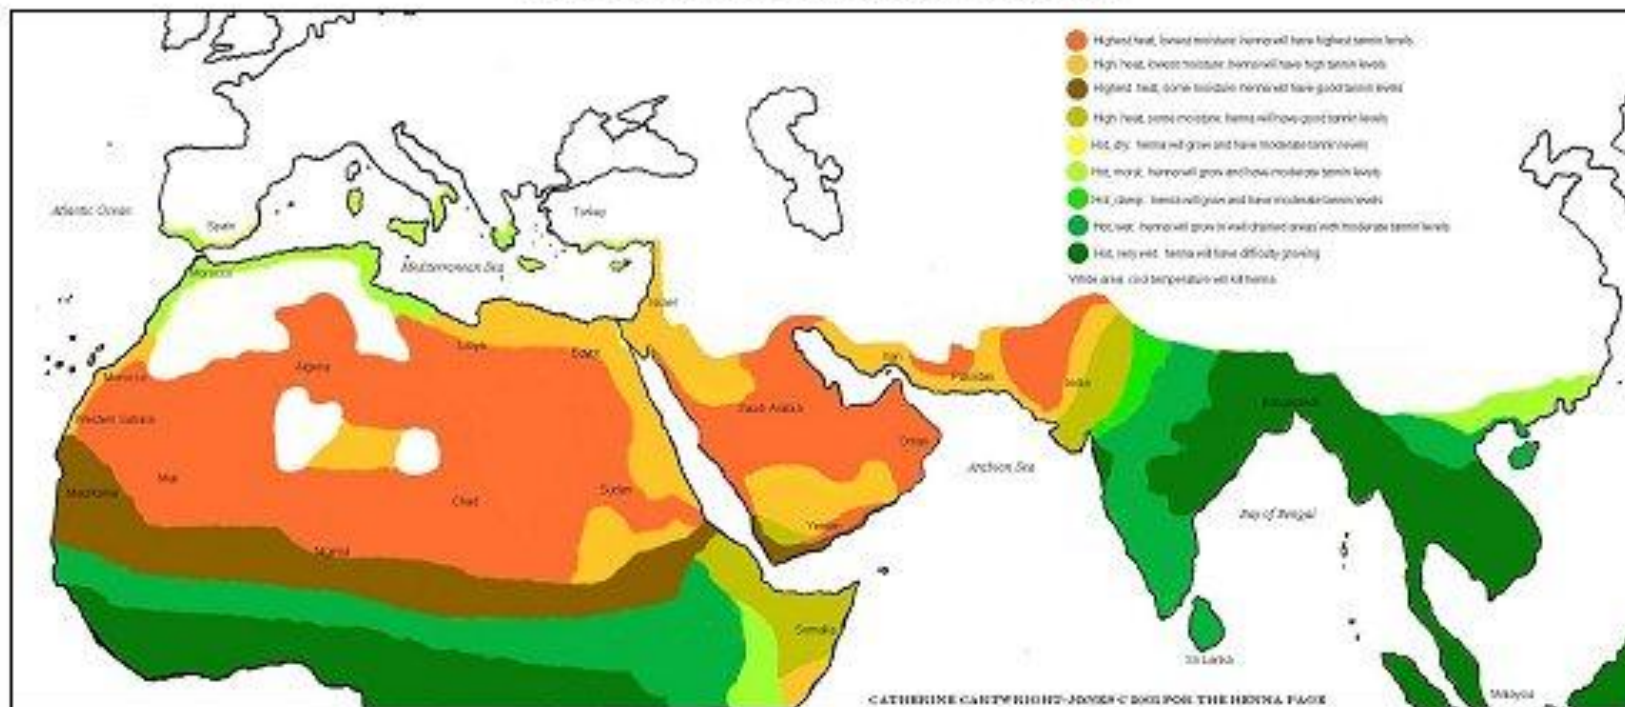 Highest heat, lowest moisture: henna will have highest tannin levels
High heat, lowest moisture: henna will have high tannin levels
Highest heat, some moisture: henna will have good tannin levels
High heat, some moisture: henna will have good tannin levels
Hot, dry: henna will grow and have moderate tannin levels
Hot, moist: henna will grow and have moderate tannin levels
Hot, damp: henna will grow and have moderate tannin levels
Hot, wet: henna will grow in well drained areas with moderate tannin levels
Hot, very wet: henna will have difficulty growing
White area: cool temperature will kill henna
Atlantic Ocean
Spain
Turkey
Mediterranean Sea
Morocco
Israel
Libya
Egypt
Iran
Algeria
Morocco
Pakistan
India
Saudi Arabia
Western Sahara
Oman
Arabian Sea
Mali
Mauritania
Chad
Sudan
Yemen
Bay of Bengal
Somalia
Sri Lanka
Malaysia
CATHERINE CARTWRIGHT-JONES C 2002 FOR THE HENNA PAGE